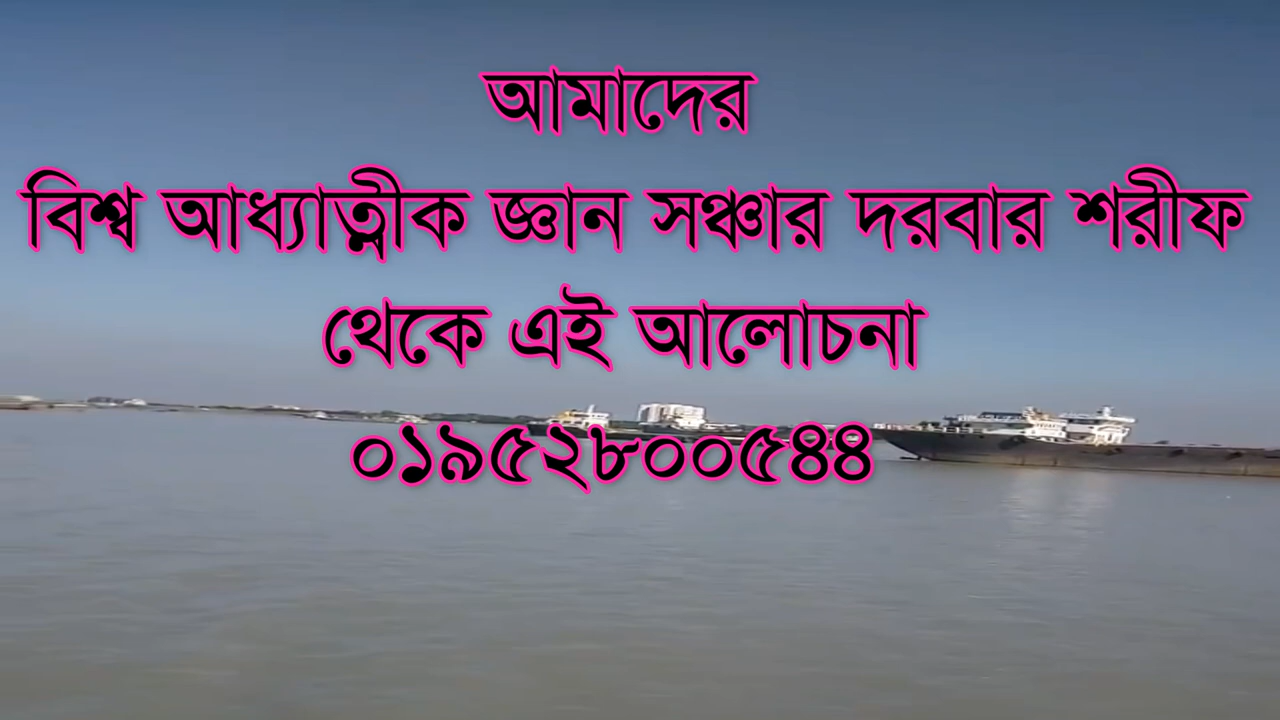 আমাদের
বিশ্ব আধ্যাত্নীক জ্ঞান সঞ্চার দরবার শরীফ
থেকে এই আলোচনা
০১৯৫২৮০০৫৪৪